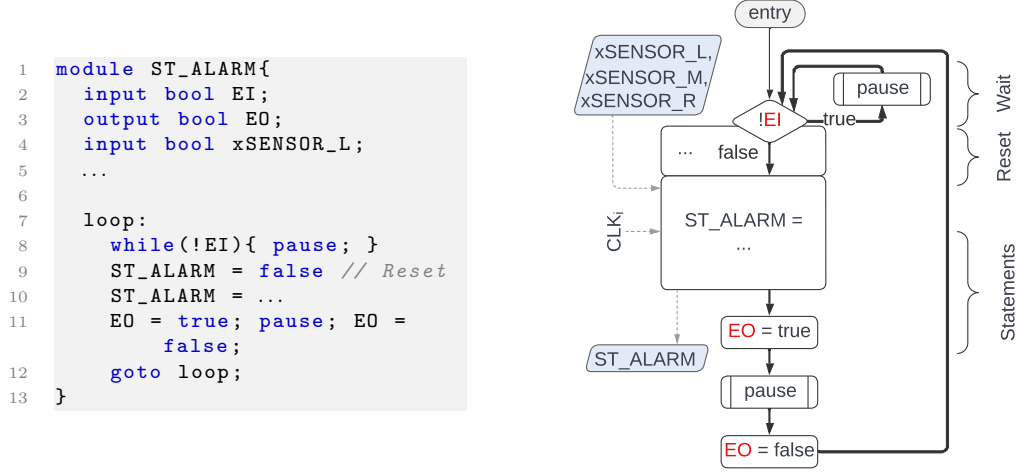 1 module ST_ALARM{
2 input bool EI;
3 output bool EO;
4 input bool xSENSOR_L;
5 ...
6
7 loop:
8 while(!EI){ pause; }
9 ST_ALARM = false // Reset
10 ST_ALARM = ...
11 EO = true; pause; EO =
false;
12 goto loop;
13 }
entry
xSENSOR_L,
xSENSOR_M,
xSENSOR_R
!EI
true
pause
Wait
... false
Reset
CLKi
ST_ALARM =
...
Statements
EO = true
ST_ALARM
pause
EO = false